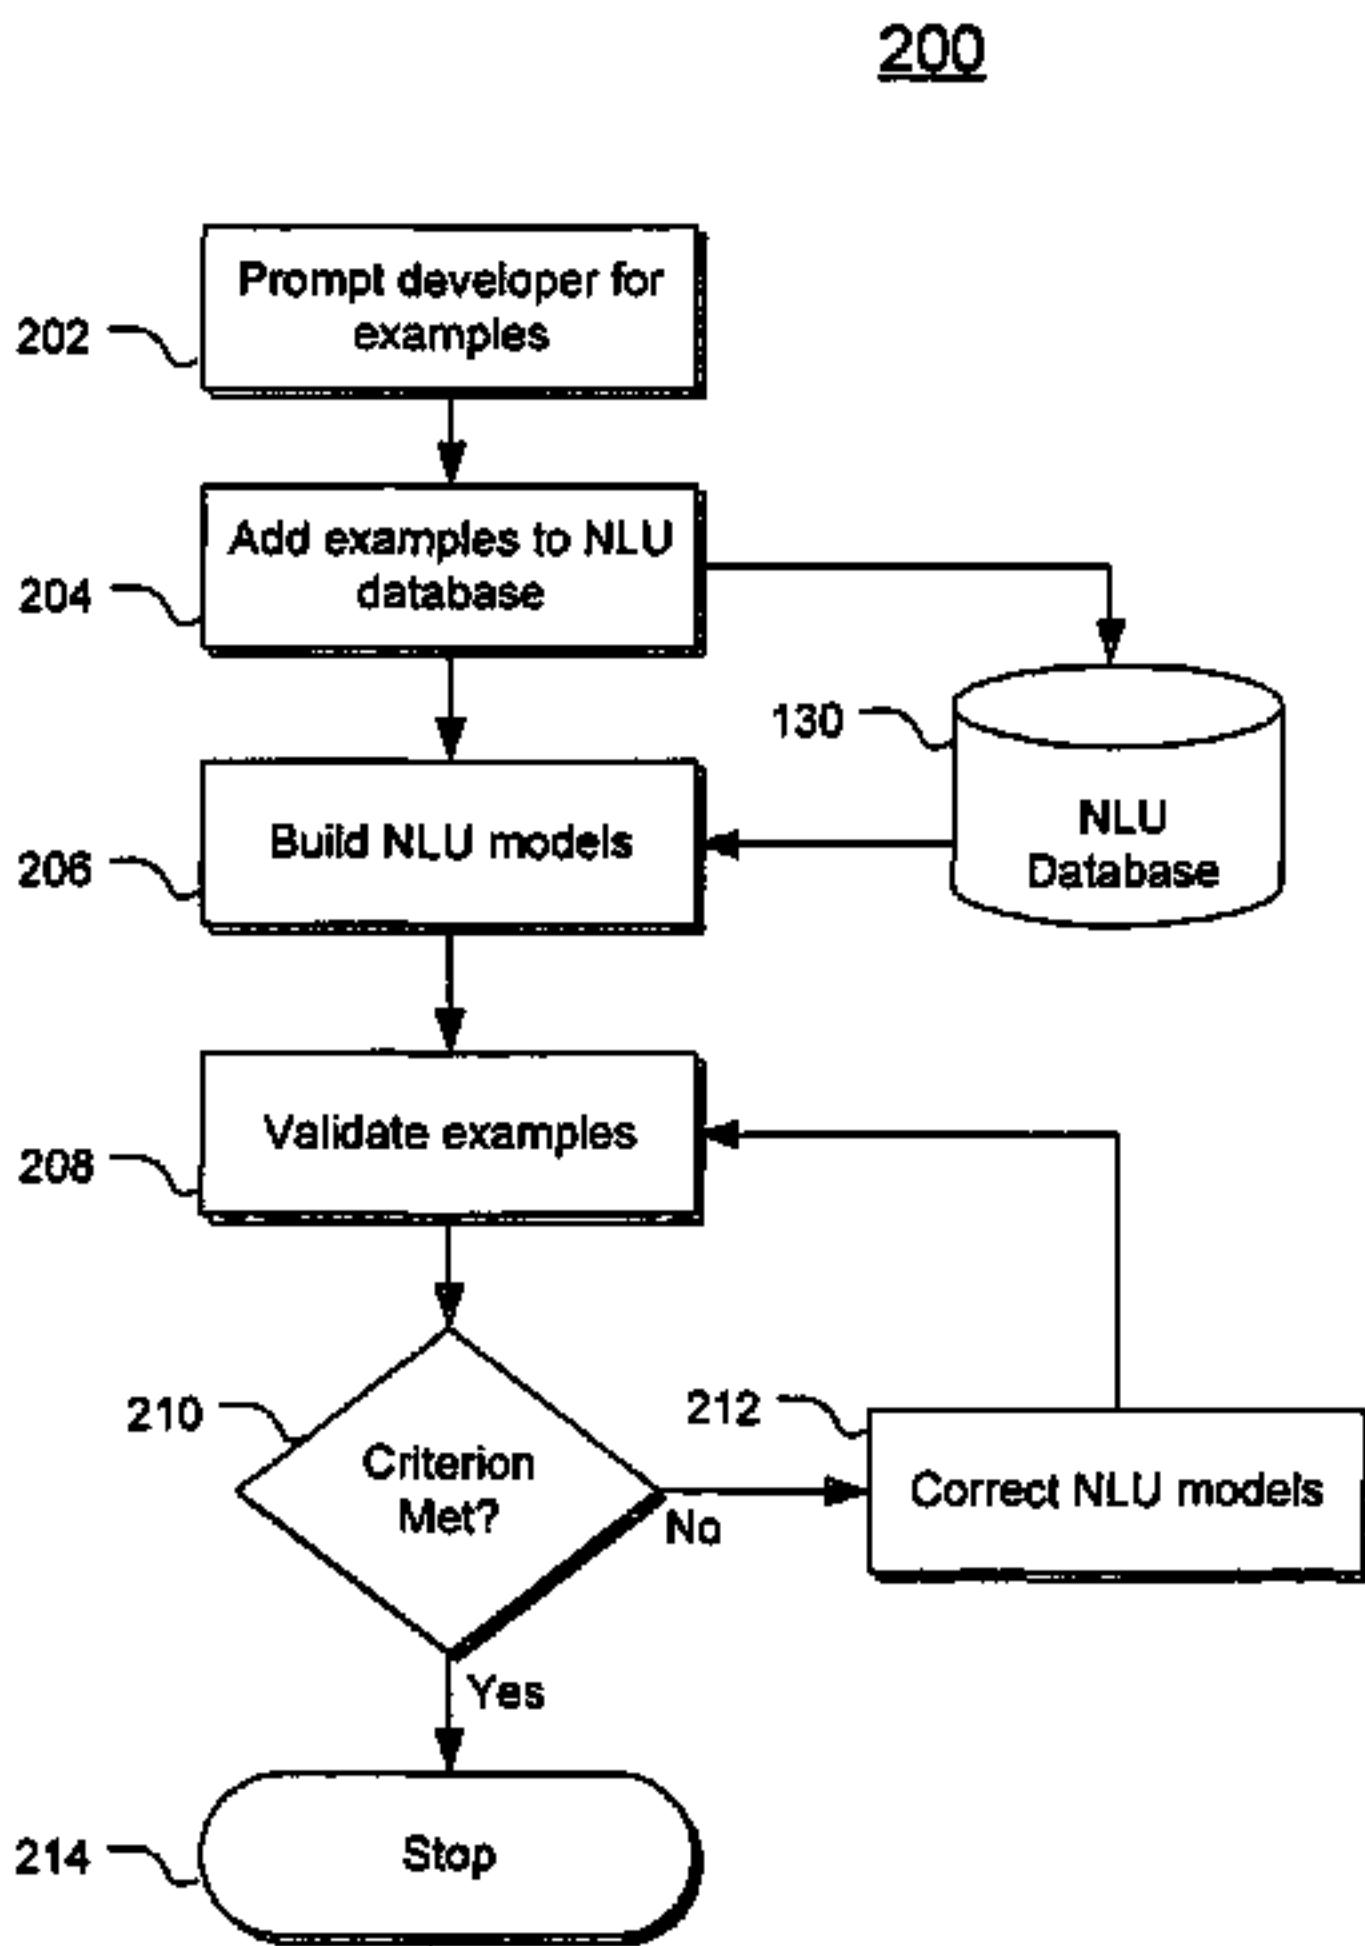 200
Prompt developer for
examples
202
Add examples to NLU
database
204
130
NLU
Database
Build NLU models
206
Validate examples
208
210
Criterion
Met?
No
212
Correct NLU models
Yes
Stop
214